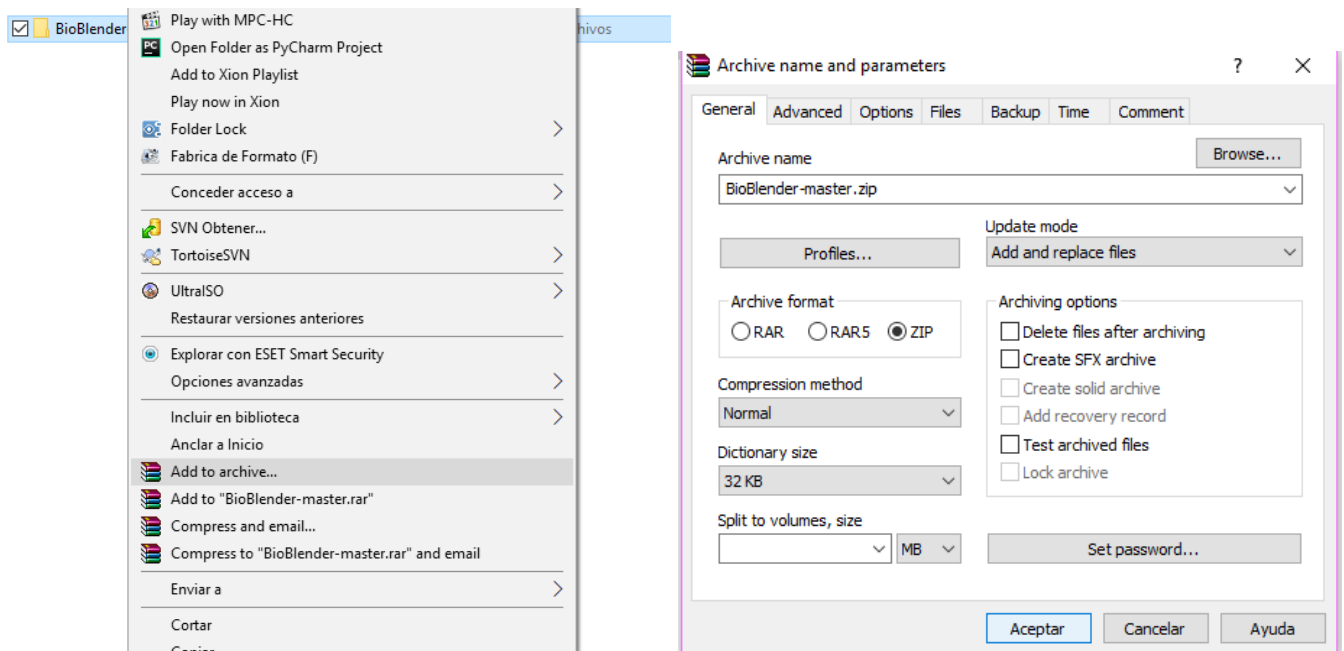 BioBlender
hivos
Play with MPC-HC
Open Folder as PyCharm Project
Add to Xion Playlist
Play now in Xion
Folder Lock
Fabrica de Formato (F)
Conceder acceso a
SVN Obtener...
TortoiseSVN
UltraISO
Restaurar versiones anteriores
Explorar con ESET Smart Security
Opciones avanzadas
Incluir en biblioteca
Anclar a Inicio
Add to archive...
Add to "BioBlender-master.rar"
Compress and email...
Compress to "BioBlender-master.rar" and email
Enviar a
Cortar
Copiar
Archive name and parameters ?
General Advanced Options Files Backup Time Comment
Archive name
Browse...
BioBlender-master.zip
Update mode
Profiles...
Add and replace files
Archive format
RAR RAR5 ZIP
Compression method
Normal
Dictionary size
32 KB
Split to volumes, size
MB
Archiving options
Delete files after archiving
Create SFX archive
Create solid archive
Add recovery record
Test archived files
Lock archive
Set password...
Aceptar Cancelar Ayuda